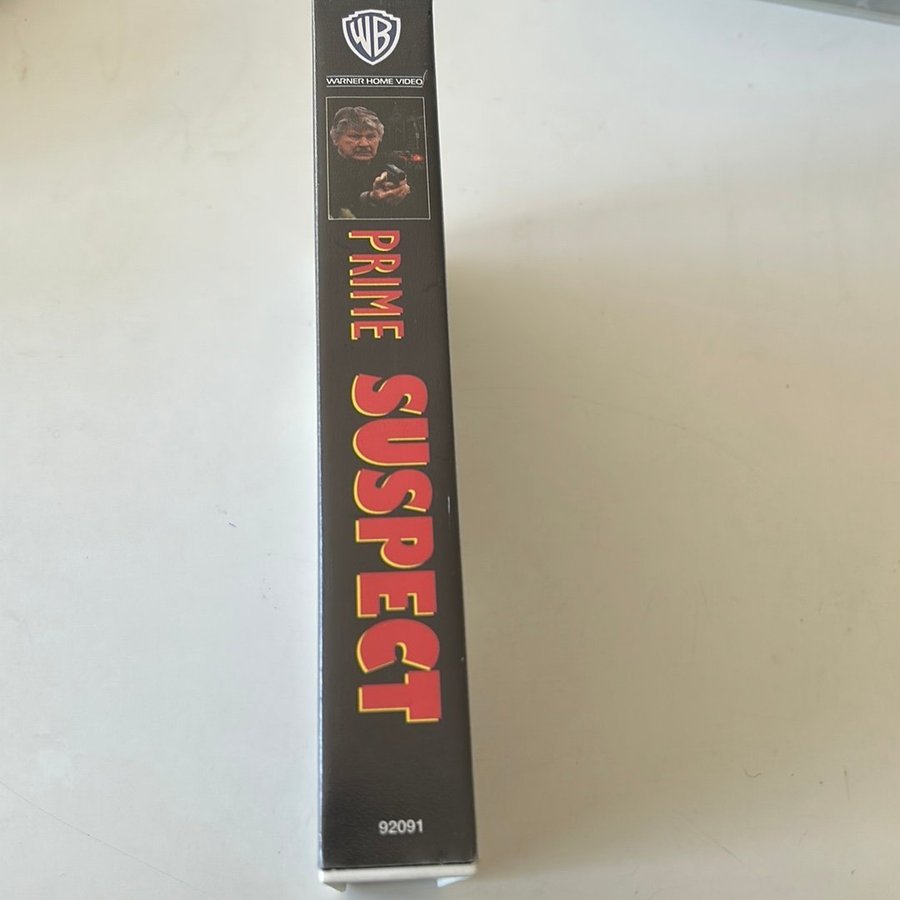 WB
WARNER HOME VIDEO
PRIME SUSPECT
92091